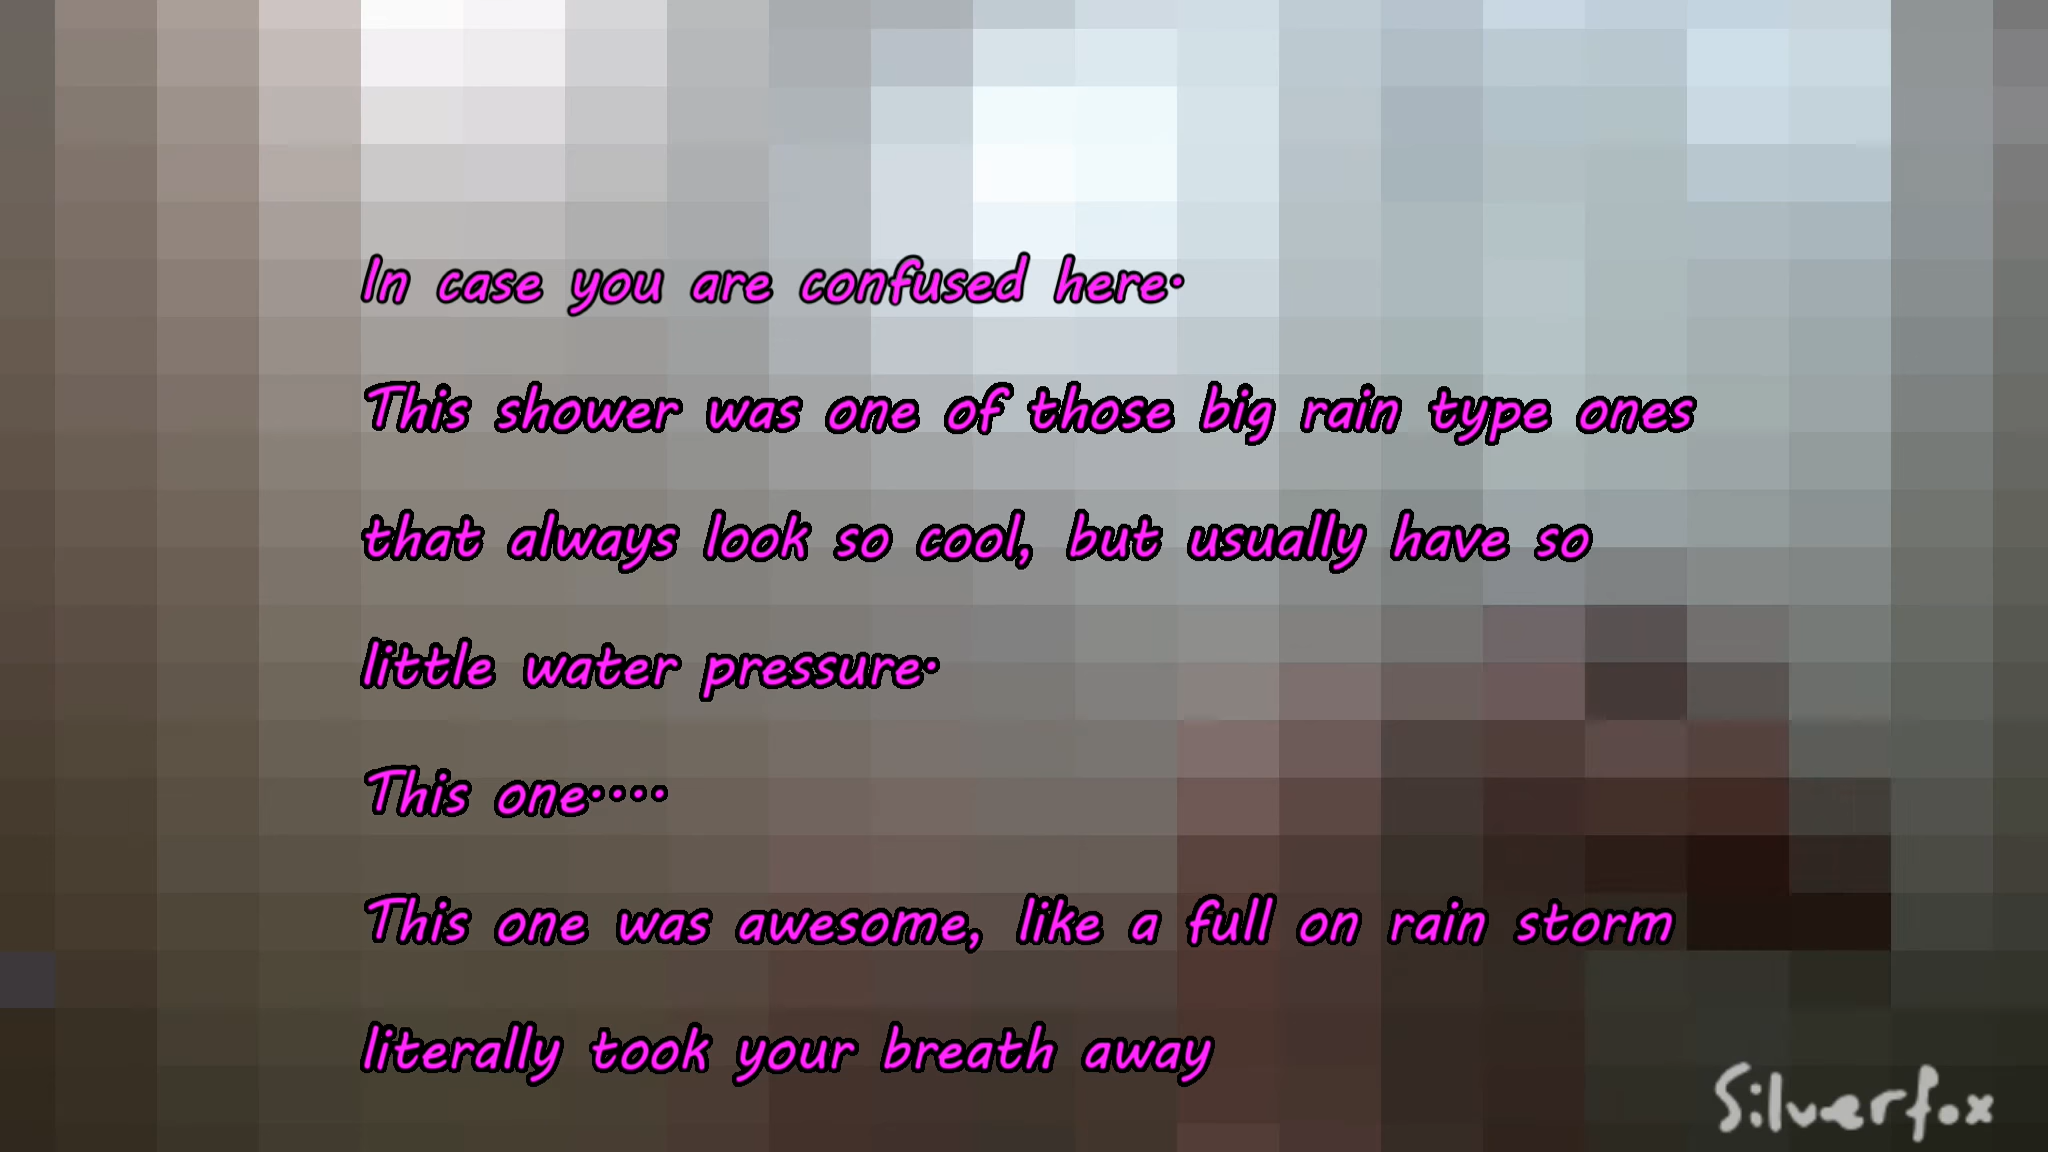 In case you are confused here.
This shower was one of those big rain type ones
that always look so cool, but usually have so
little water pressure.
This one....
This one was awesome, like a full on rain storm
literally took your breath away
Silverfox